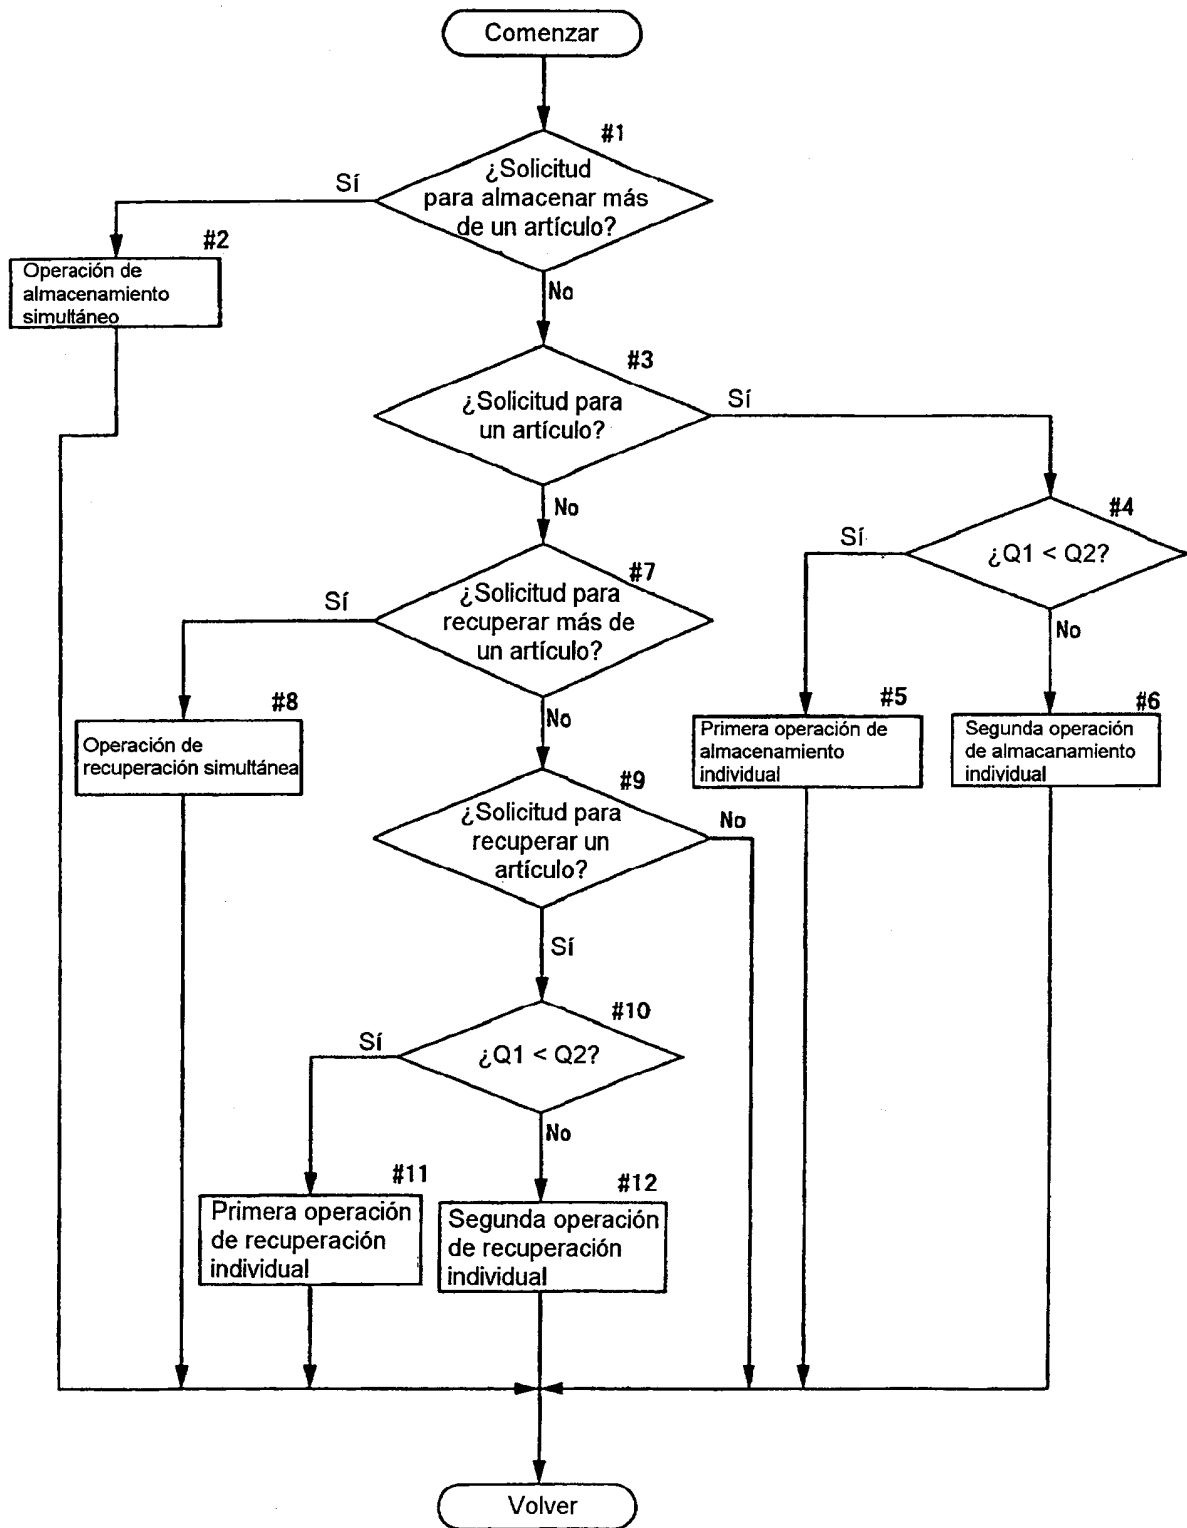 Comenzar
#1
¿Solicitud
para almacenar más
de un artículo?
Sí
No
#2
Operación de
almacenamiento
simultáneo
#3
¿Solicitud para
un artículo?
Sí
No
#4
¿Q1 < Q2?
Sí
No
#7
¿Solicitud para
recuperar más de
un artículo?
Sí
No
#5
Primera operación de
almacenamiento
individual
#6
Segunda operación
de almacanamiento
individual
#8
Operación de
recuperación simultánea
#9
¿Solicitud para
recuperar un
artículo?
No
Sí
#10
¿Q1 < Q2?
Sí
No
#11
Primera operación
de recuperación
individual
#12
Segunda operación
de recuperación
individual
Volver